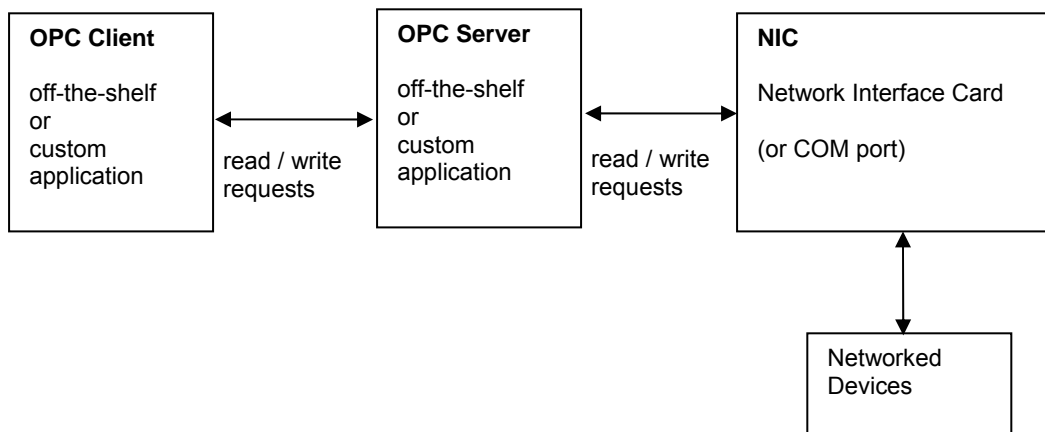 OPC Client
off-the-shelf
or
custom
application
read / write
requests
OPC Server
off-the-shelf
or
custom
application
read / write
requests
NIC
Network Interface Card
(or COM port)
Networked
Devices